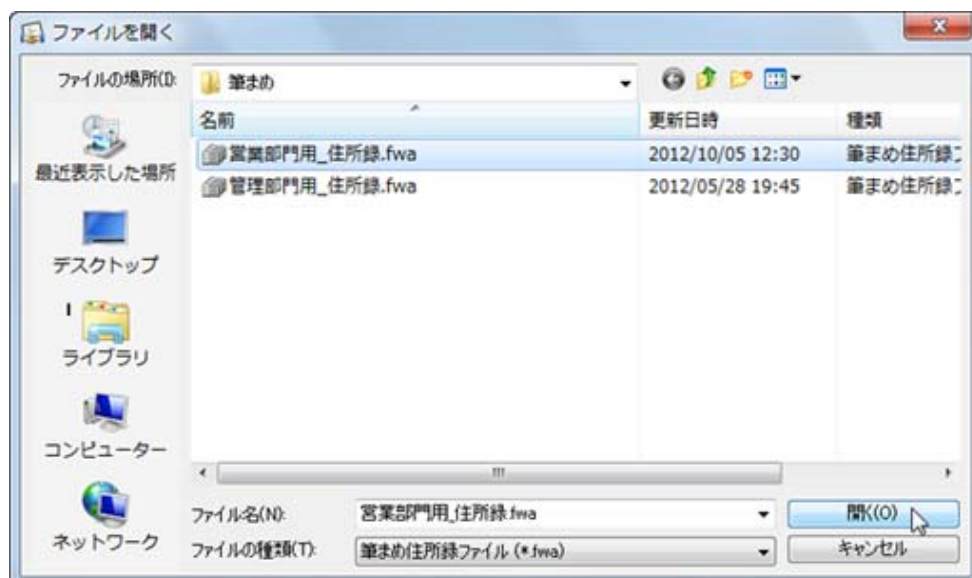 ファイルを開く
ファイルの場所(I):
筆まめ
名前 更新日時 種類
営業部門用_住所録.fwa 2012/10/05 12:30 筆まめ住所録フ
管理部門用_住所録.fwa 2012/05/28 19:45 筆まめ住所録フ
最近表示した場所
デスクトップ
ライブラリ
コンピューター
ネットワーク
ファイル名(N): 営業部門用_住所録.fwa 開く(O)
ファイルの種類(T): 筆まめ住所録ファイル (*.fwa) キャンセル